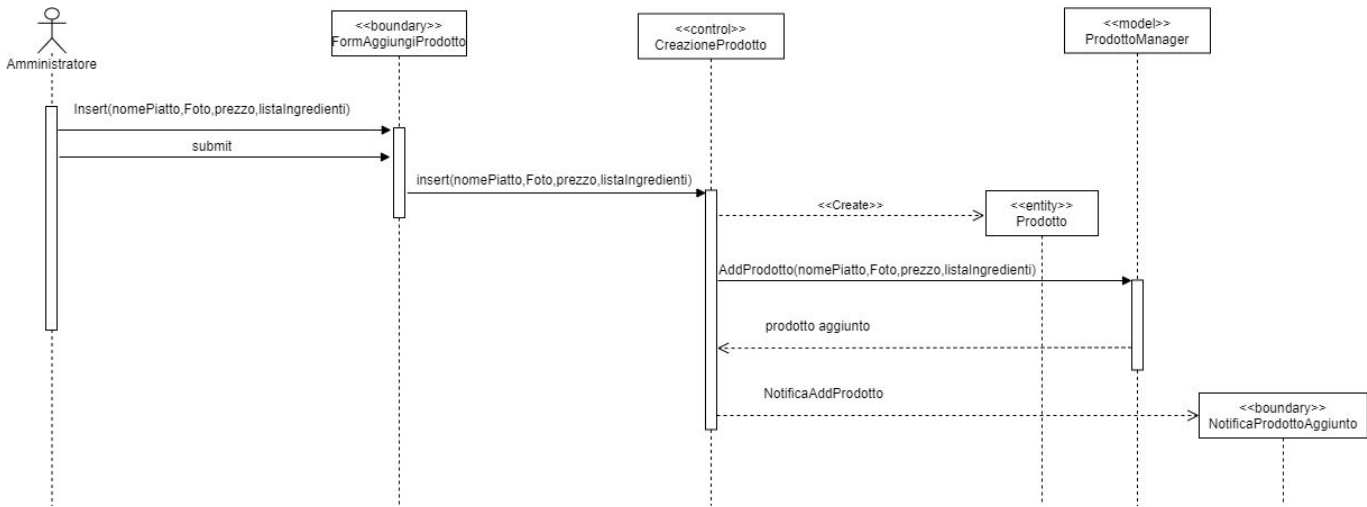 <<boundary>>
FormAggiungiProdotto
<<control>>
CreazioneProdotto
<<model>>
ProdottoManager
Amministratore
Insert(nomePiatto,Foto,prezzo,listaIngredienti)
submit
insert(nomePiatto,Foto,prezzo,listaIngredienti)
<<Create>>
<<entity>>
Prodotto
AddProdotto(nomePiatto,Foto,prezzo,listaIngredienti)
prodotto aggiunto
NotificaAddProdotto
<<boundary>>
NotificaProdottoAggiunto